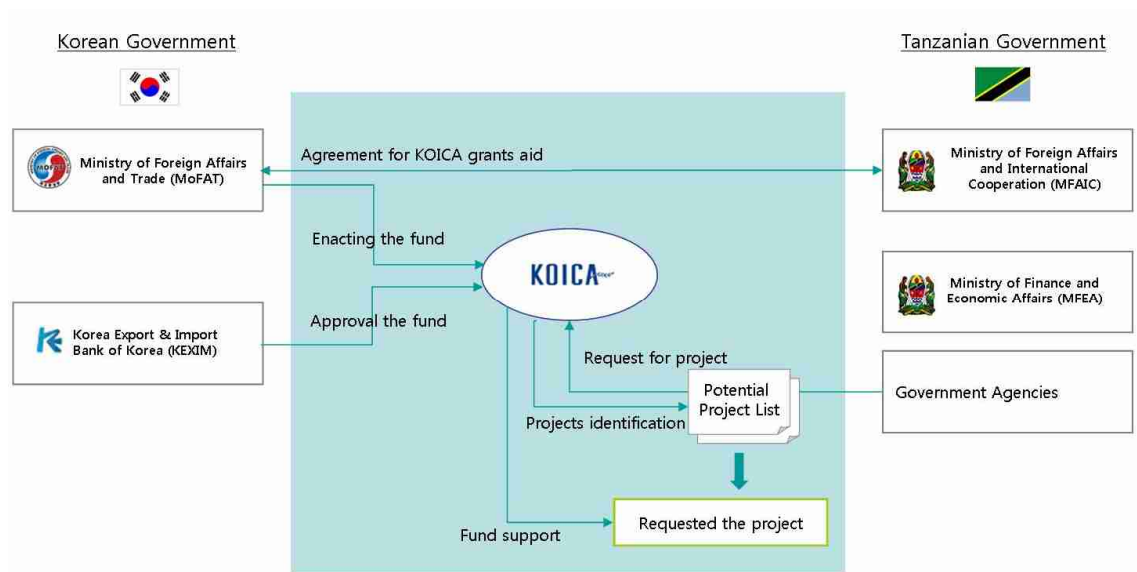 Korean Government
Tanzanian Government
Ministry of Foreign Affairs
and Trade (MoFAT)
Agreement for KOICA grants aid
Ministry of Foreign Affairs
and International
Cooperation (MFAIC)
Enacting the fund
KOICA
Ministry of Finance and
Economic Affairs (MFEA)
Korea Export & Import
Bank of Korea (KEXIM)
Approval the fund
Request for project
Potential
Project List
Government Agencies
Projects identification
Requested the project
Fund support